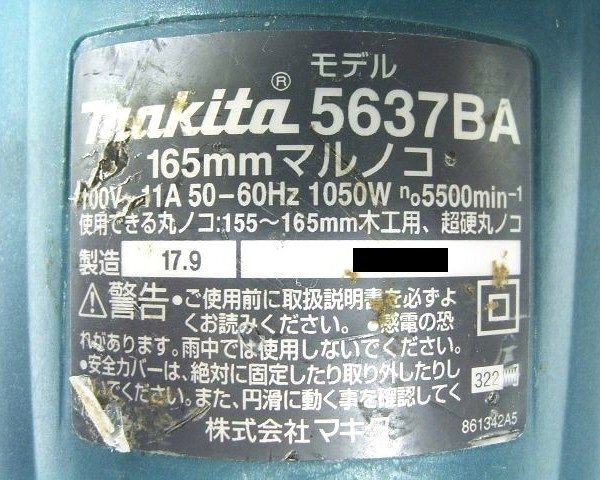 モデル
makita® 5637BA
165mmマルノコ
100V 11A 50-60Hz 1050W n₀5500min⁻¹
使用できる丸ノコ:155~165mm木工用、超硬丸ノコ
製造 17.9
⚠警告 •ご使用前に取扱説明書を必ずよ
くお読みください。 •感電の恐
れがあります。雨中では使用しないでください。
•安全カバーは、絶対に固定したり取り外したりし
ないでください。また、円滑に動く事を確認してく
株式会社 マキタ
322
861342A5